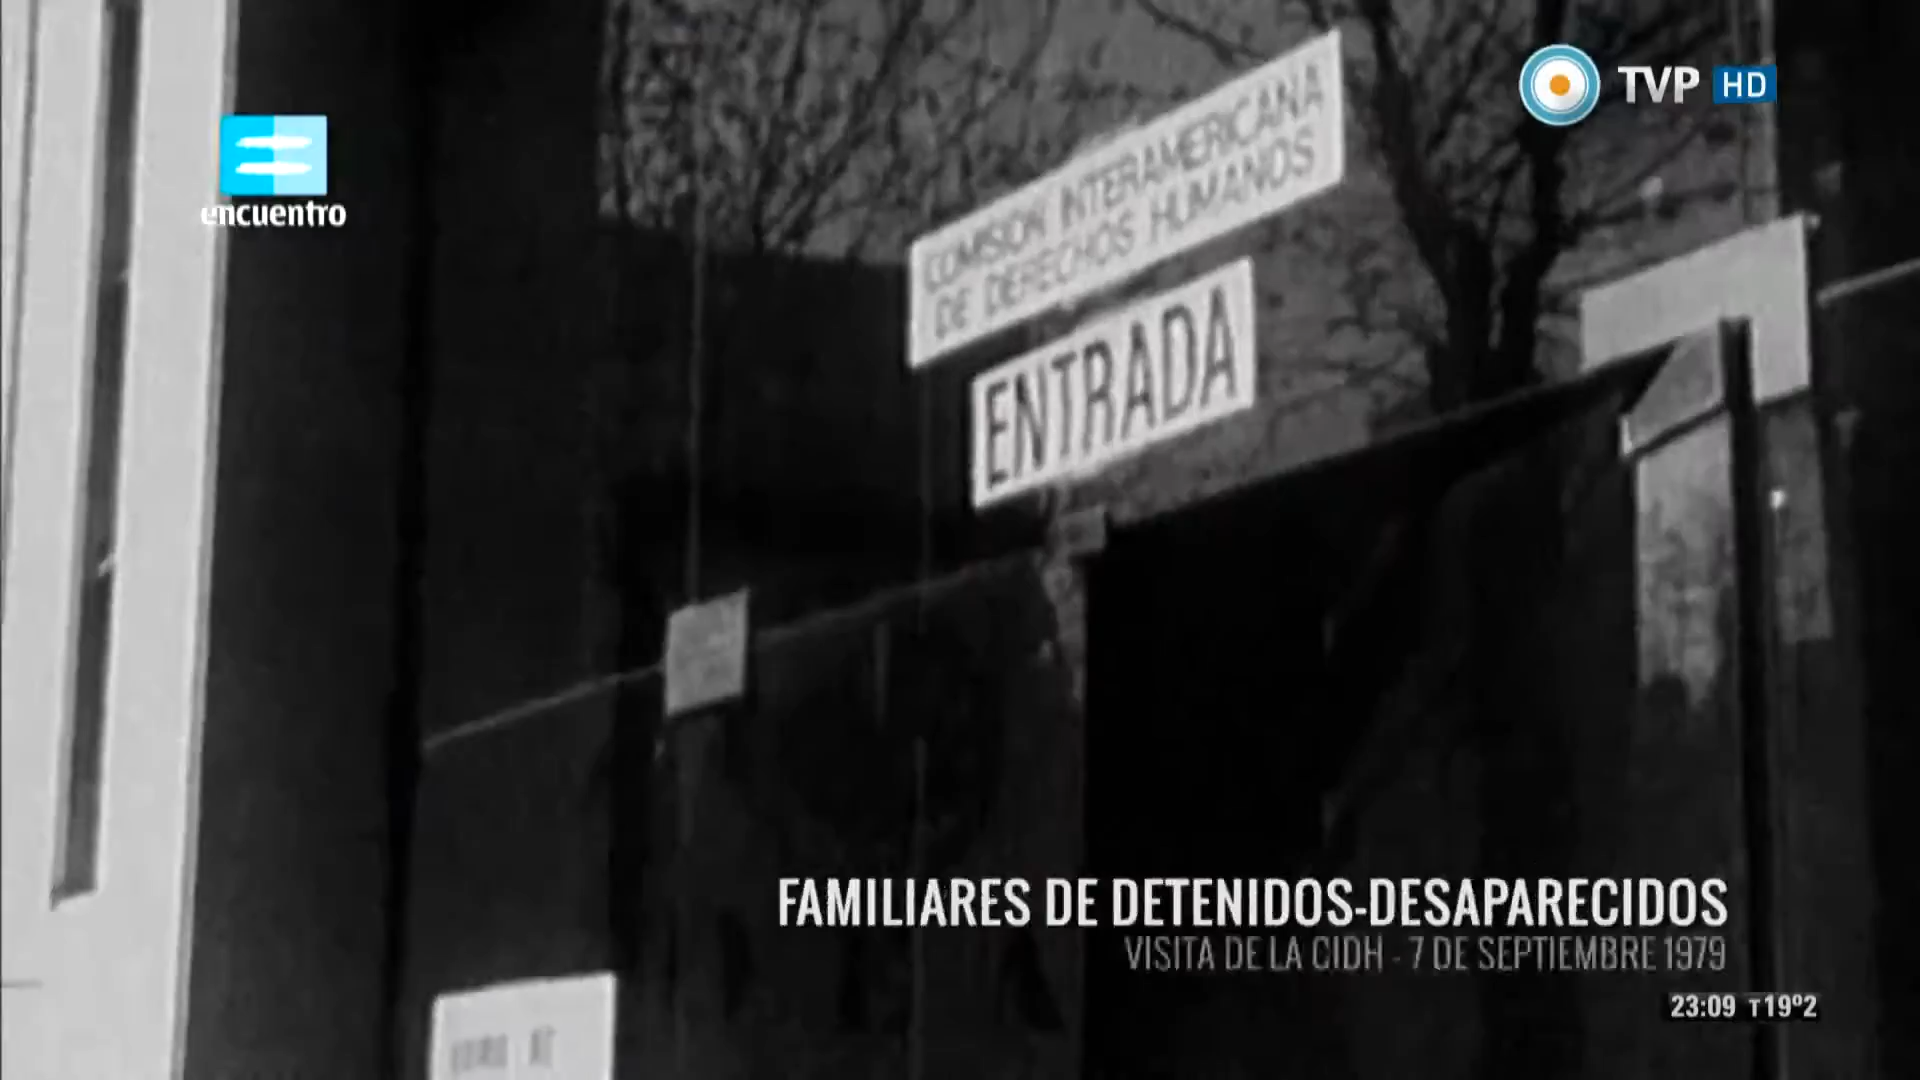 TVP HD
encuentro
COMISION INTERAMERICANA
DE DERECHOS HUMANOS
ENTRADA
FAMILIARES DE DETENIDOS-DESAPARECIDOS
VISITA DE LA CIDH - 7 DE SEPTIEMBRE 1979
23:09 T19º2